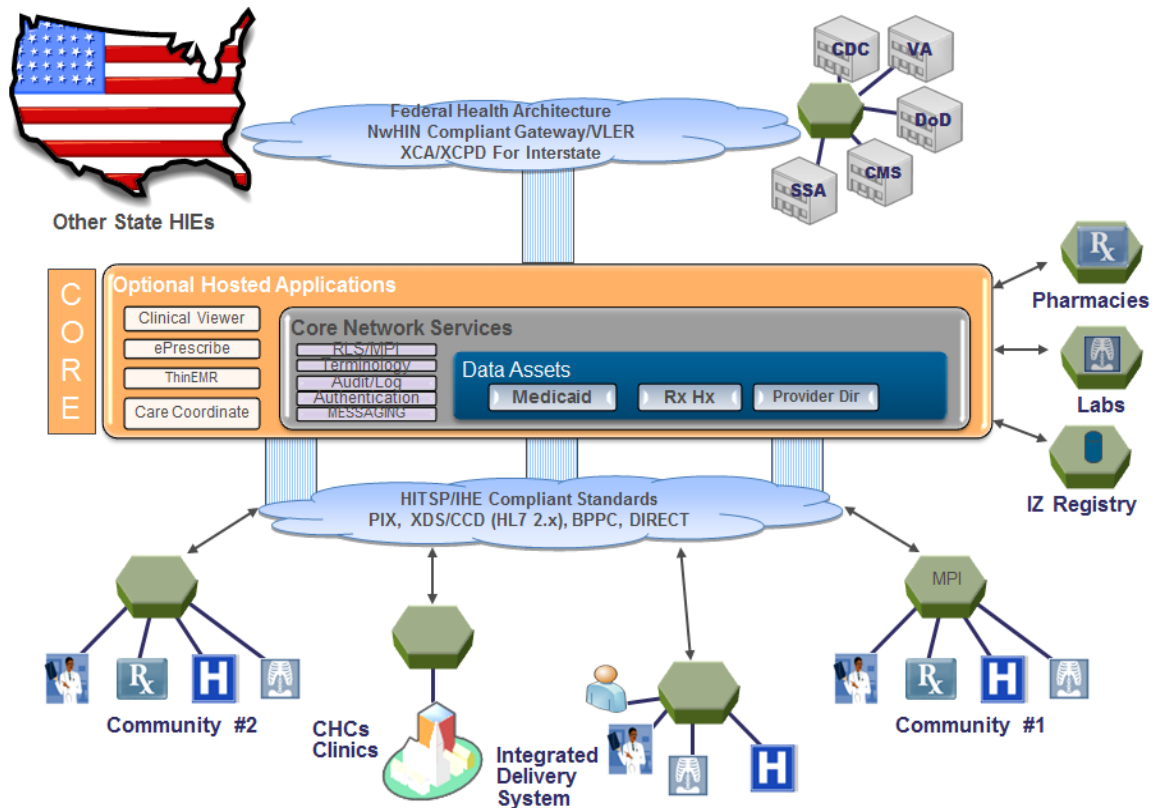 CDC
VA
Federal Health Architecture
NwHIN Compliant Gateway/VLER
XCA/XCPD For Interstate
DoD
CMS
SSA
Other State HIEs
CORE
Optional Hosted Applications
Clinical Viewer
ePrescribe
ThinEMR
Care Coordinate
Core Network Services
RLS/MPI
Terminology
Audit/Log
Authentication
MESSAGING
Data Assets
Medicaid
Rx Hx
Provider Dir
Rx
Pharmacies
Labs
IZ Registry
HITSP/IHE Compliant Standards
PIX, XDS/CCD (HL7 2.x), BPPC, DIRECT
Rx
H
Community #2
CHCs
Clinics
Integrated
Delivery
System
H
MPI
Rx
H
Community #1